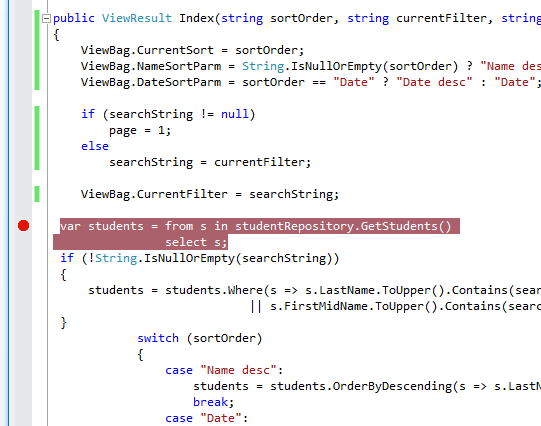 public ViewResult Index(string sortOrder, string currentFilter, string
{
ViewBag.CurrentSort = sortOrder;
ViewBag.NameSortParm = String.IsNullOrEmpty(sortOrder) ? "Name desc
ViewBag.DateSortParm = sortOrder == "Date" ? "Date desc" : "Date";
if (searchString != null)
page = 1;
else
searchString = currentFilter;
ViewBag.CurrentFilter = searchString;
var students = from s in studentRepository.GetStudents()
select s;
if (!String.IsNullOrEmpty(searchString))
{
students = students.Where(s => s.LastName.ToUpper().Contains(sear
|| s.FirstMidName.ToUpper().Contains(sear
}
switch (sortOrder)
{
case "Name desc":
students = students.OrderByDescending(s => s.LastN
break;
case "Date":